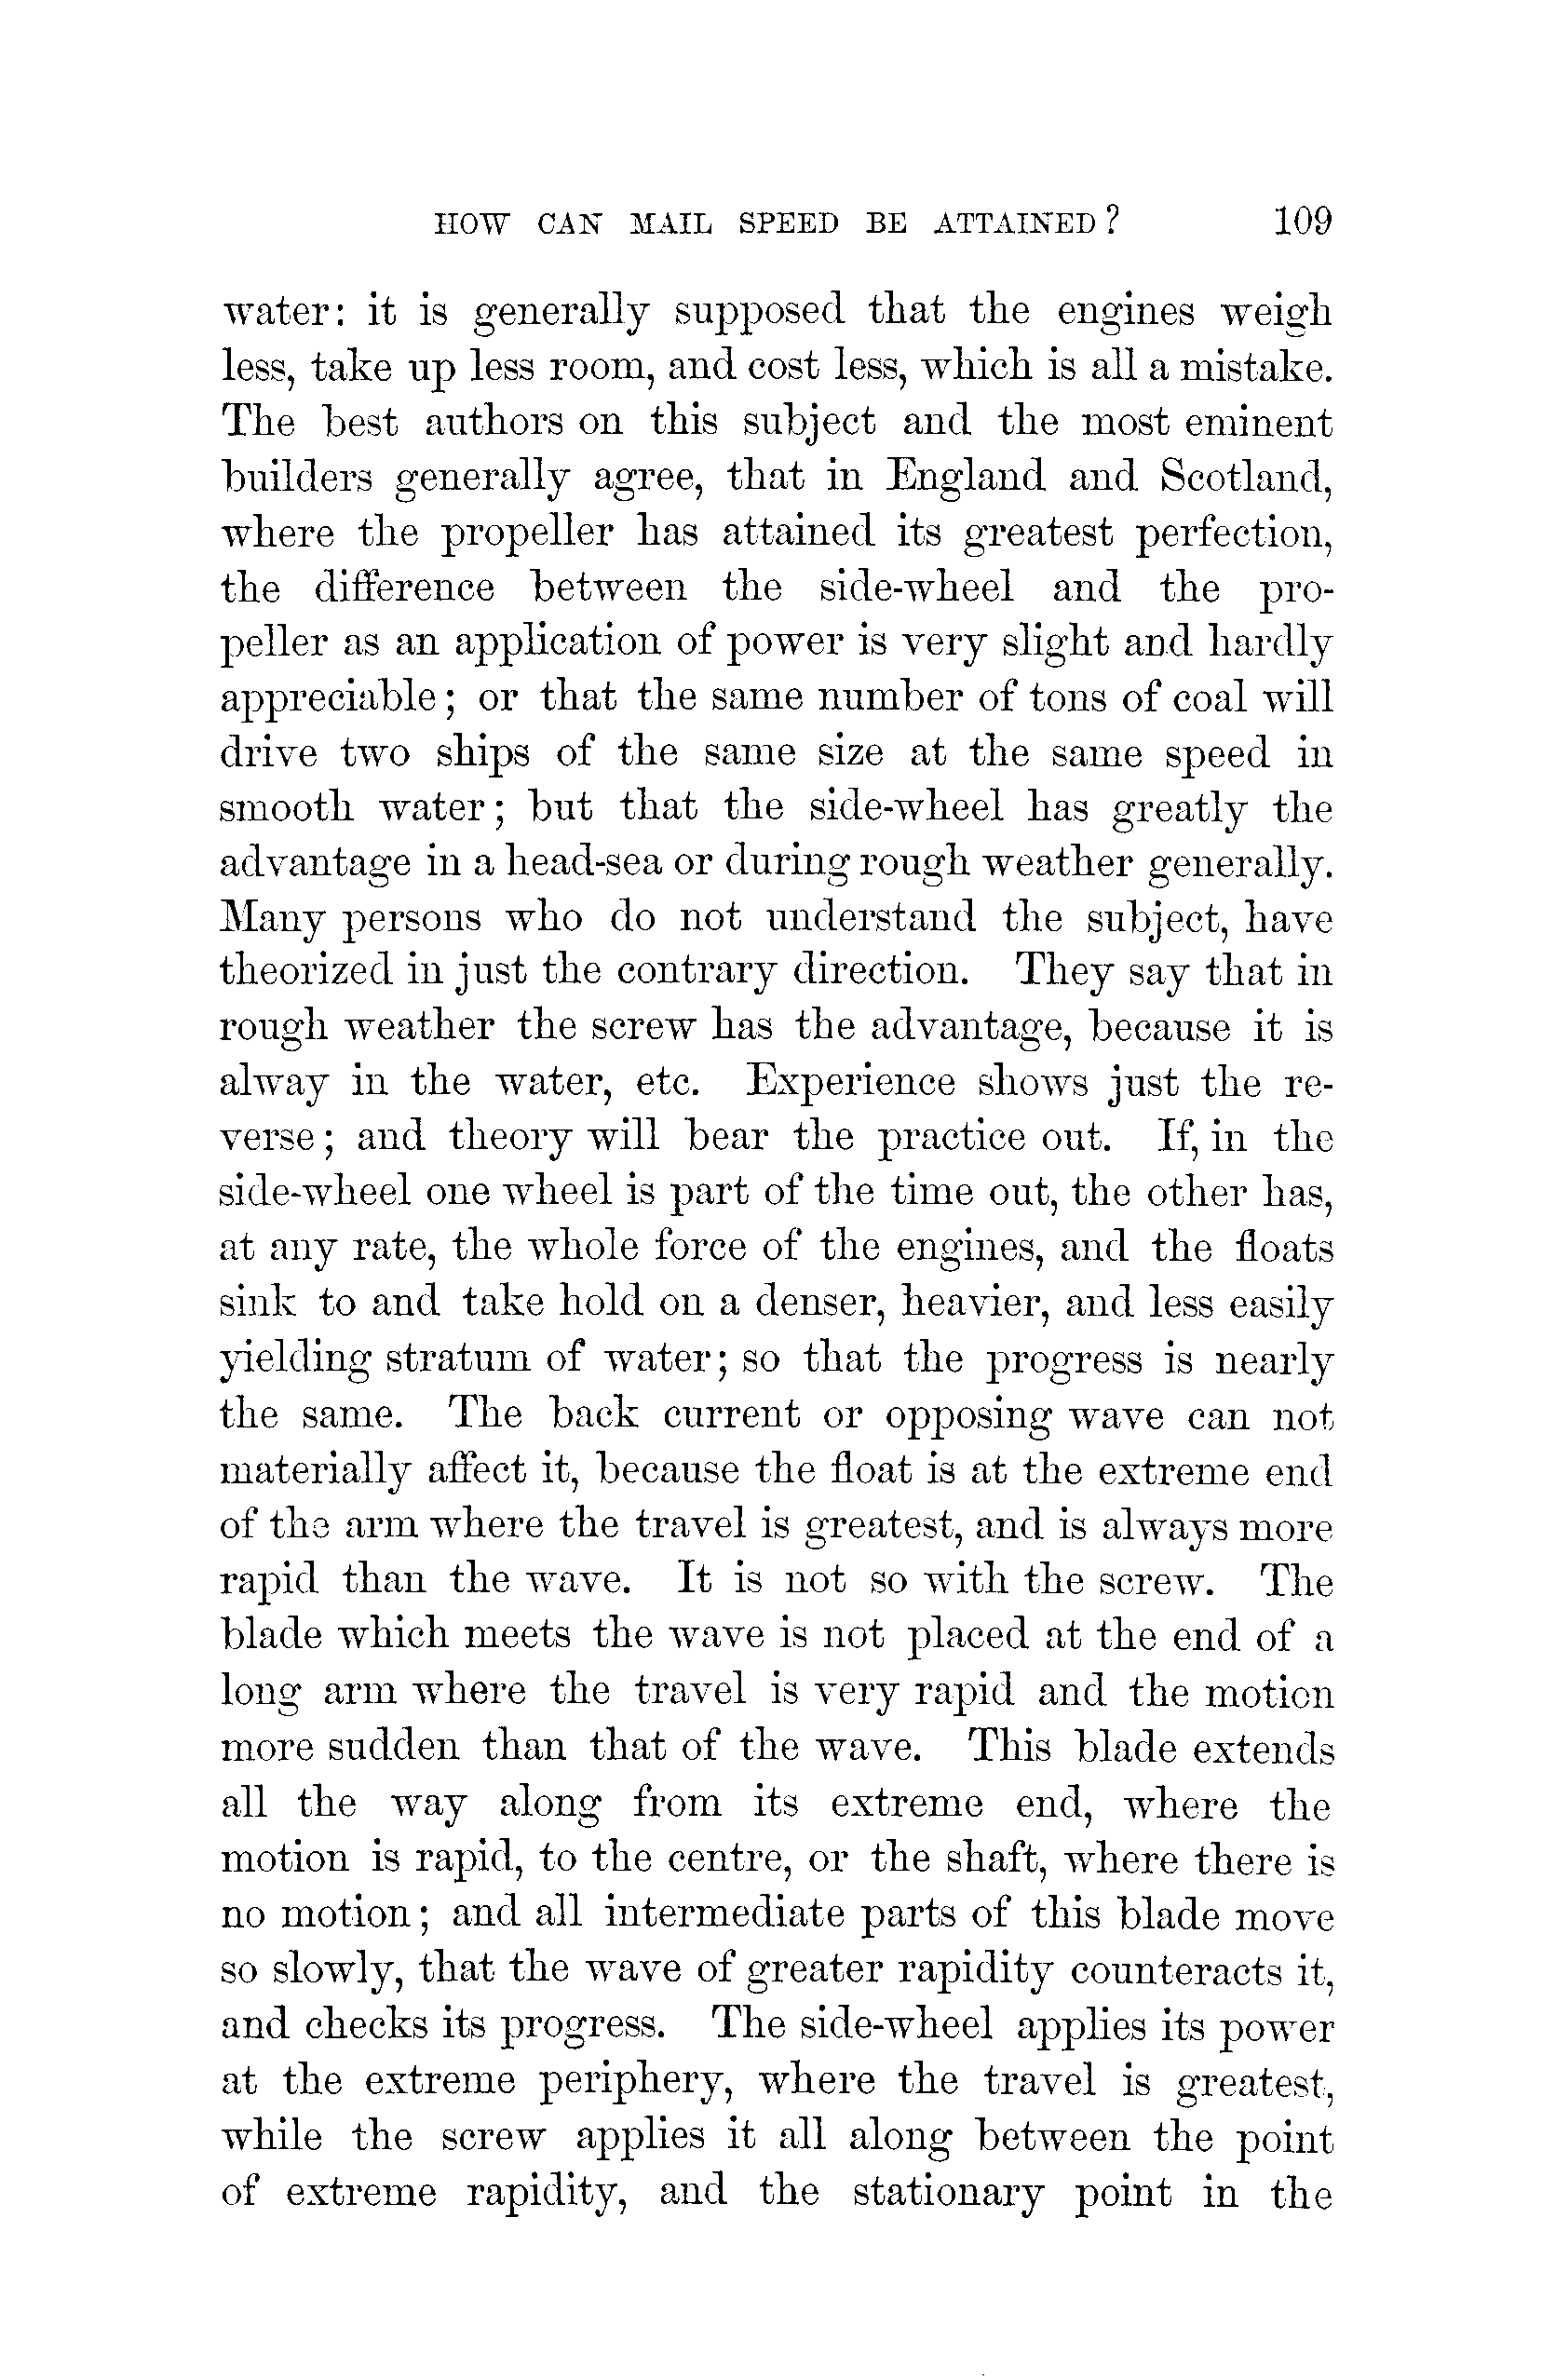 HOW CAN MAIL SPEED BE ATTAINED? 109
water: it is generally supposed that the engines weigh
less, take up less room, and cost less, which is all a mistake.
The best authors on this subject and the most eminent
builders generally agree, that in England and Scotland,
where the propeller has attained its greatest perfection,
the difference between the side-wheel and the pro-
peller as an application of power is very slight and hardly
appreciable; or that the same number of tons of coal will
drive two ships of the same size at the same speed in
smooth water; but that the side-wheel has greatly the
advantage in a head-sea or during rough weather generally.
Many persons who do not understand the subject, have
theorized in just the contrary direction. They say that in
rough weather the screw has the advantage, because it is
alway in the water, etc. Experience shows just the re-
verse; and theory will bear the practice out. If, in the
side-wheel one wheel is part of the time out, the other has,
at any rate, the whole force of the engines, and the floats
sink to and take hold on a denser, heavier, and less easily
yielding stratum of water; so that the progress is nearly
the same. The back current or opposing wave can not
materially affect it, because the float is at the extreme end
of the arm where the travel is greatest, and is always more
rapid than the wave. It is not so with the screw. The
blade which meets the wave is not placed at the end of a
long arm where the travel is very rapid and the motion
more sudden than that of the wave. This blade extends
all the way along from its extreme end, where the
motion is rapid, to the centre, or the shaft, where there is
no motion; and all intermediate parts of this blade move
so slowly, that the wave of greater rapidity counteracts it,
and checks its progress. The side-wheel applies its power
at the extreme periphery, where the travel is greatest,
while the screw applies it all along between the point
of extreme rapidity, and the stationary point in the